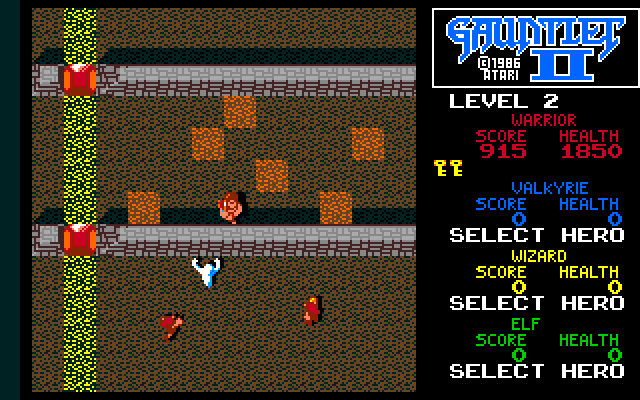 GAUNTLET
©1986
ATARI
II
LEVEL 2
WARRIOR
SCORE HEALTH
915 1850
VALKYRIE
SCORE HEALTH
0 0
SELECT HERO
WIZARD
SCORE HEALTH
0 0
SELECT HERO
ELF
SCORE HEALTH
0 0
SELECT HERO